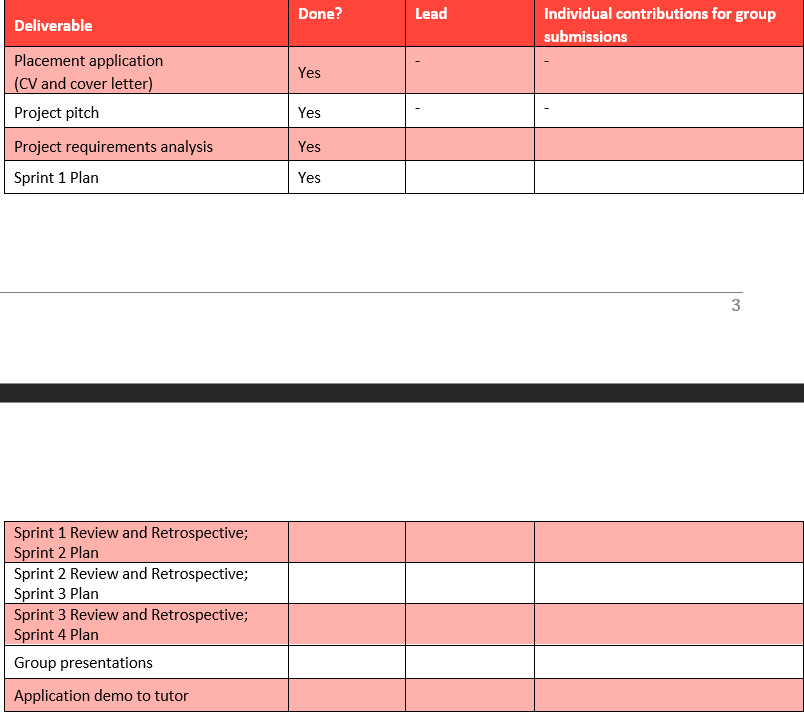 Deliverable
Done?
Lead
Individual contributions for group
submissions
Placement application
(CV and cover letter)
Yes
-
-
Project pitch
Yes
-
-
Project requirements analysis
Yes
Sprint 1 Plan
Yes
3
Sprint 1 Review and Retrospective;
Sprint 2 Plan
Sprint 2 Review and Retrospective;
Sprint 3 Plan
Sprint 3 Review and Retrospective;
Sprint 4 Plan
Group presentations
Application demo to tutor